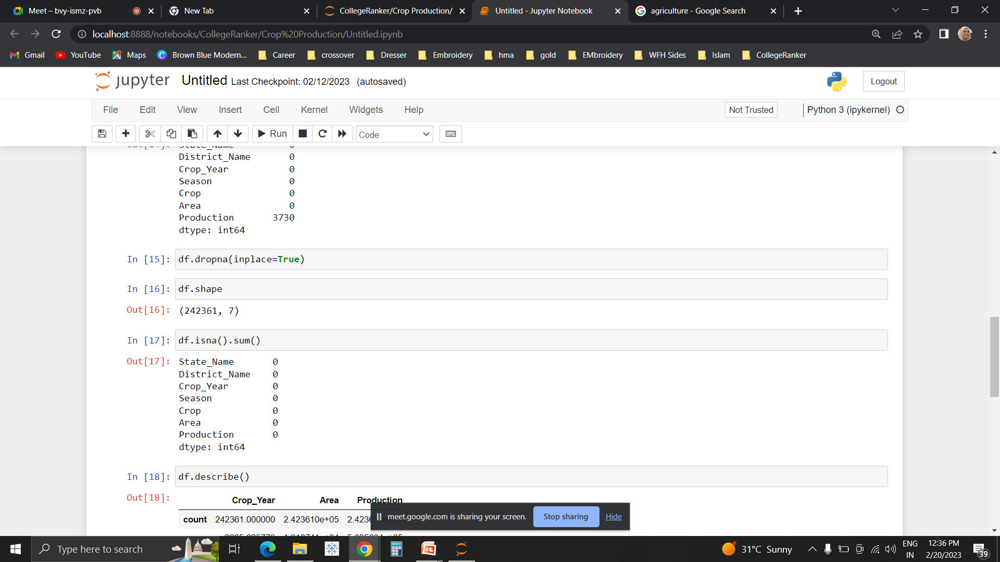 Meet – bvy-ismz-pvb
New Tab
CollegeRanker/Crop Production/
Untitled - Jupyter Notebook
agriculture - Google Search
localhost:8888/notebooks/CollegeRanker/Crop%20Production/Untitled.ipynb
Gmail YouTube Maps Brown Blue Modern... Career crossover Dresser Embroidery hma gold EMbroidery WFH Sides Islam CollegeRanker
jupyter Untitled Last Checkpoint: 02/12/2023 (autosaved)
Logout
File Edit View Insert Cell Kernel Widgets Help
Not Trusted
Python 3 (ipykernel)
Run
Code
Out[14]: State_Name 0
District_Name 0
Crop_Year 0
Season 0
Crop 0
Area 0
Production 3730
dtype: int64
In [15]: df.dropna(inplace=True)
In [16]: df.shape
Out[16]: (242361, 7)
In [17]: df.isna().sum()
Out[17]: State_Name 0
District_Name 0
Crop_Year 0
Season 0
Crop 0
Area 0
Production 0
dtype: int64
In [18]: df.describe()
Out[18]:
Crop_Year Area Production
count 242361.000000 2.423610e+05
meet.google.com is sharing your screen. Stop sharing Hide
Type here to search
31°C Sunny
ENG
IN
12:36 PM
2/20/2023
39